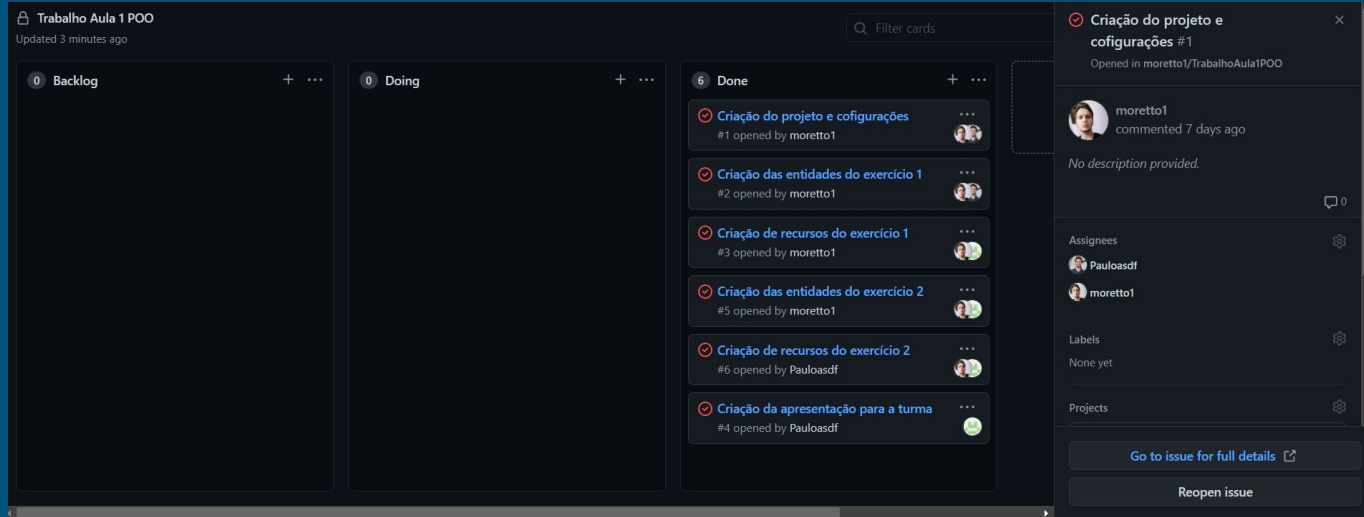 Trabalho Aula 1 POO
Updated 3 minutes ago
Filter cards
0 Backlog
0 Doing
6 Done
Criação do projeto e cofigurações
#1 opened by moretto1
Criação das entidades do exercício 1
#2 opened by moretto1
Criação de recursos do exercício 1
#3 opened by moretto1
Criação das entidades do exercício 2
#5 opened by moretto1
Criação de recursos do exercício 2
#6 opened by Pauloasdf
Criação da apresentação para a turma
#4 opened by Pauloasdf
Criação do projeto e
cofigurações #1
Opened in moretto1/TrabalhoAula1POO
moretto1
commented 7 days ago
No description provided.
0
Assignees
Pauloasdf
moretto1
Labels
None yet
Projects
Go to issue for full details
Reopen issue